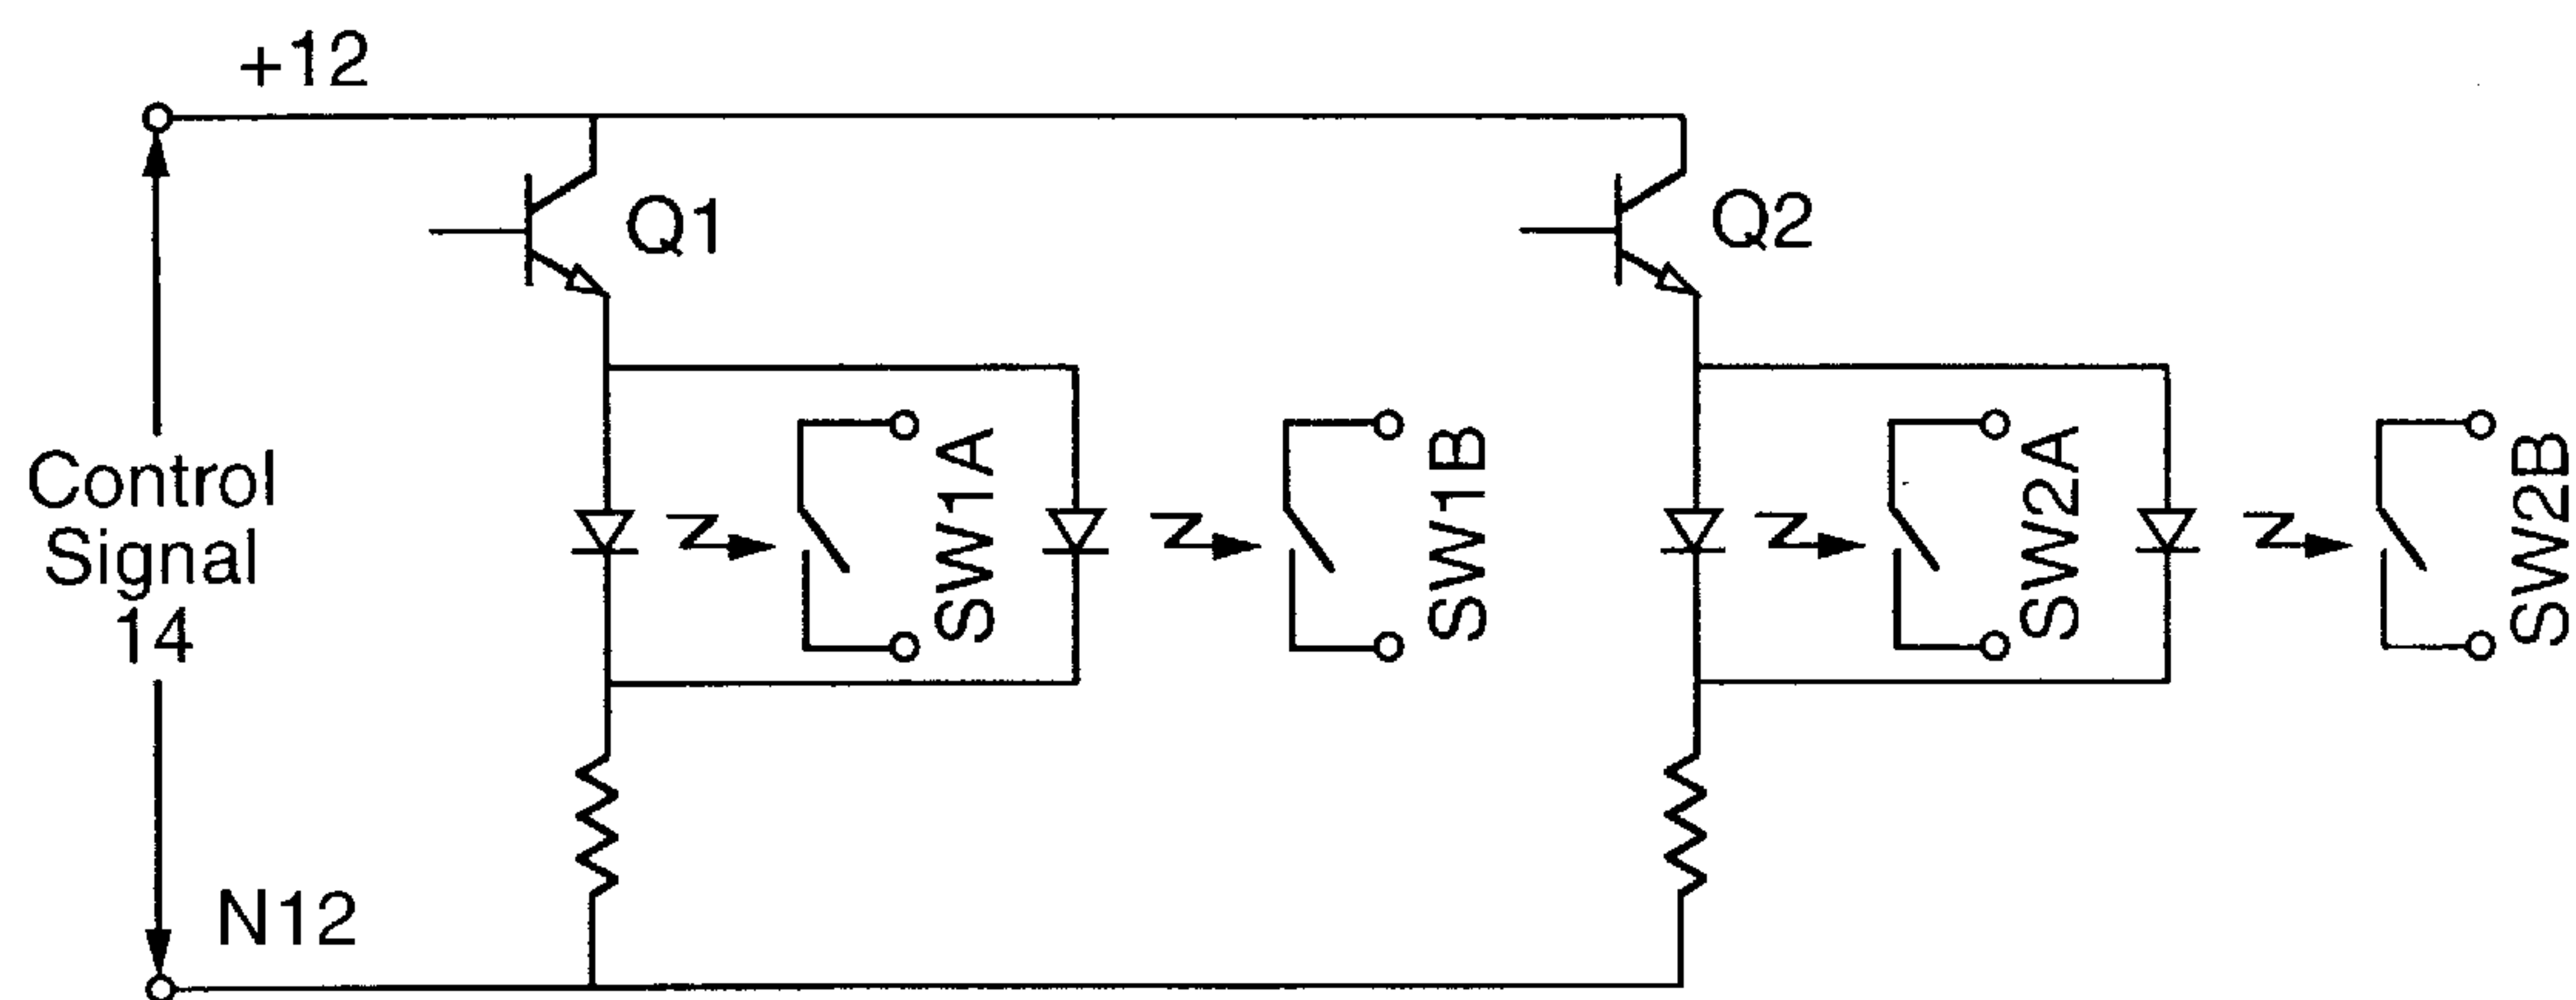 +12
Q1
Q2
Control
Signal
14
SW1A
SW1B
SW2A
SW2B
N12